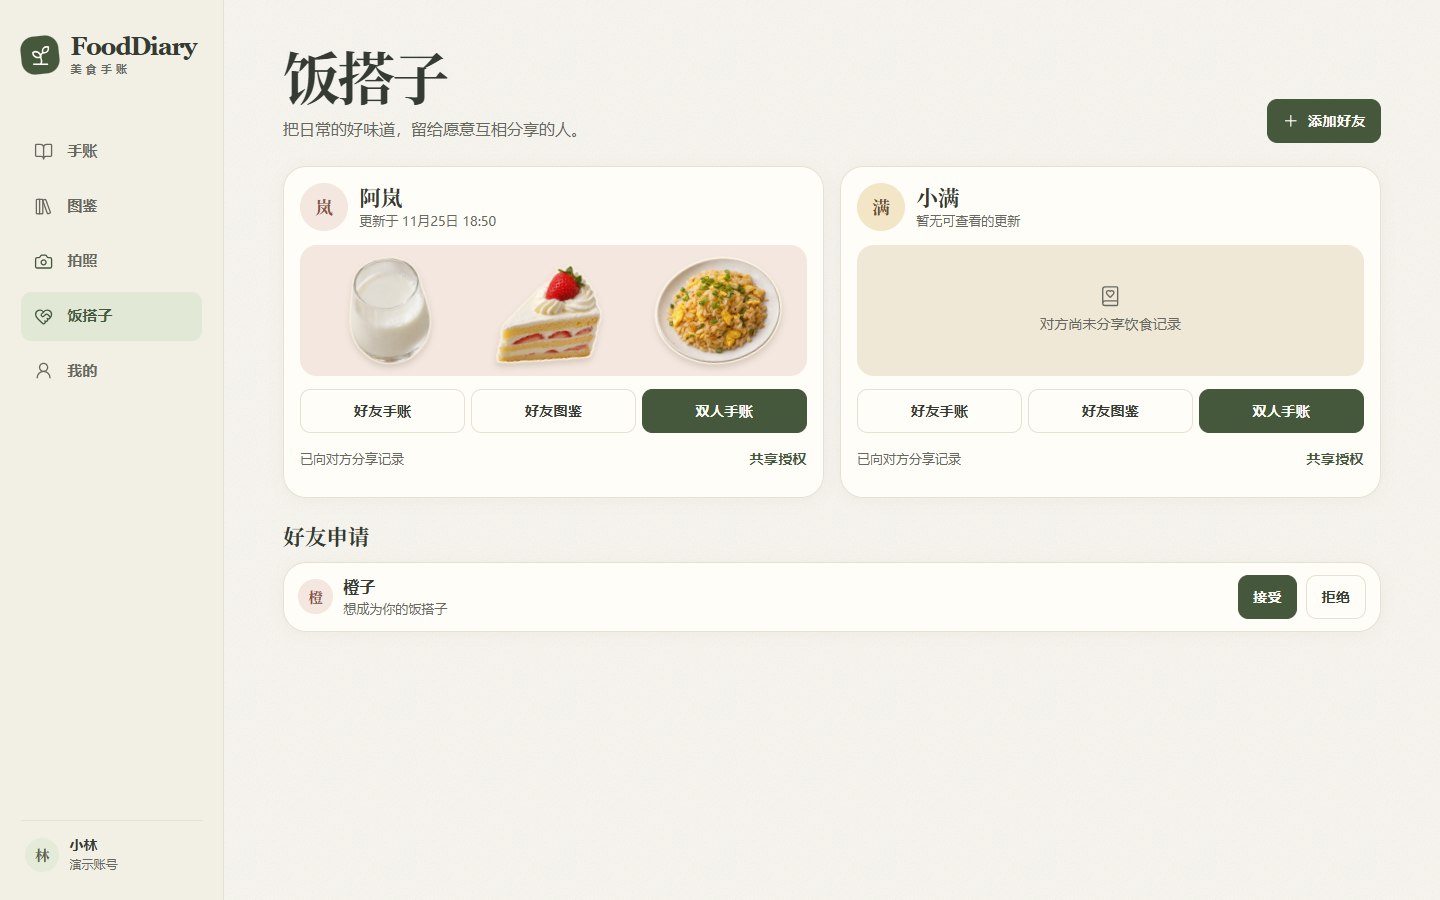 FoodDiary
美食手账
手账
图鉴
拍照
饭搭子
我的
小林
林
演示账号
饭搭子
把日常的好味道，留给愿意互相分享的人。
添加好友
岚
阿岚
更新于 11月25日 18:50
好友手账
好友图鉴
双人手账
已向对方分享记录
共享授权
满
小满
暂无可查看的更新
对方尚未分享饮食记录
好友手账
好友图鉴
双人手账
已向对方分享记录
共享授权
好友申请
橙
橙子
想成为你的饭搭子
接受
拒绝